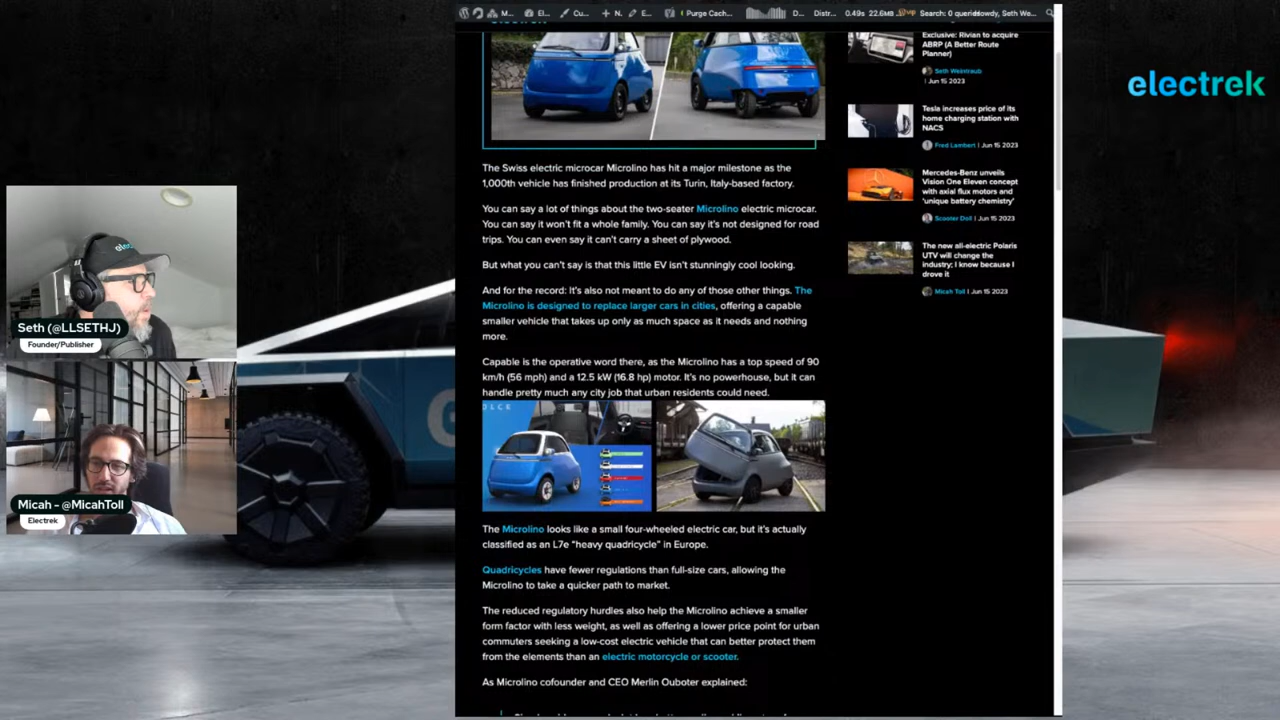 M...
El...
Cu...
N.
E...
Purge Cach...
D...
Distr...
0.49s
22.6MB
Search: 0 queries
Howdy, Seth We...
electrek
Seth (@LLSETHJ)
Founder/Publisher
Micah - @MicahToll
Electrek
The Swiss electric microcar Microlino has hit a major milestone as the
1,000th vehicle has finished production at its Turin, Italy-based factory.
You can say a lot of things about the two-seater Microlino electric microcar.
You can say it won't fit a whole family. You can say it's not designed for road
trips. You can even say it can't carry a sheet of plywood.
But what you can't say is that this little EV isn't stunningly cool looking.
And for the record: It's also not meant to do any of those other things. The
Microlino is designed to replace larger cars in cities, offering a capable
smaller vehicle that takes up only as much space as it needs and nothing
more.
Capable is the operative word there, as the Microlino has a top speed of 90
km/h (56 mph) and a 12.5 kW (16.8 hp) motor. It's no powerhouse, but it can
handle pretty much any city job that urban residents could need.
OLCE
The Microlino looks like a small four-wheeled electric car, but it's actually
classified as an L7e "heavy quadricycle" in Europe.
Quadricycles have fewer regulations than full-size cars, allowing the
Microlino to take a quicker path to market.
The reduced regulatory hurdles also help the Microlino achieve a smaller
form factor with less weight, as well as offering a lower price point for urban
commuters seeking a low-cost electric vehicle that can better protect them
from the elements than an electric motorcycle or scooter.
As Microlino cofounder and CEO Merlin Ouboter explained:
Exclusive: Rivian to acquire
ABRP (A Better Route
Planner)
Seth Weintraub
| Jun 15 2023
Tesla increases price of its
home charging station with
NACS
Fred Lambert | Jun 15 2023
Mercedes-Benz unveils
Vision One Eleven concept
with axial flux motors and
'unique battery chemistry'
Scooter Doll | Jun 15 2023
The new all-electric Polaris
UTV will change the
industry; I know because I
drove it
Micah Toll | Jun 15 2023